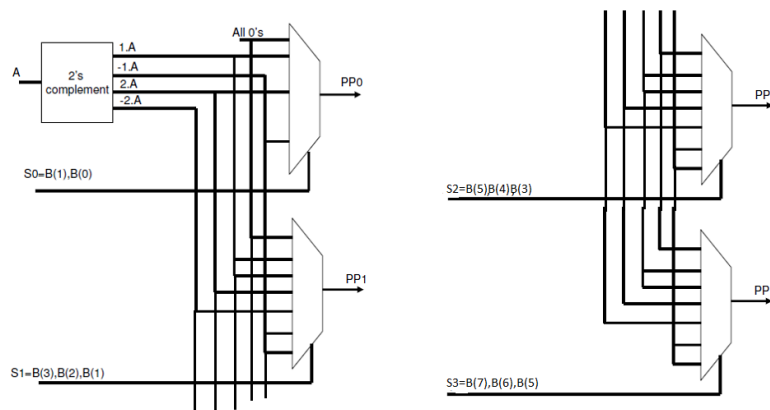 All 0's
1.A
-1.A
2.A
-2.A
A
2's
complement
PP0
S0=B(1),B(0)
PP1
S1=B(3),B(2),B(1)
PP
S2=B(5),B(4),B(3)
PP
S3=B(7),B(6),B(5)